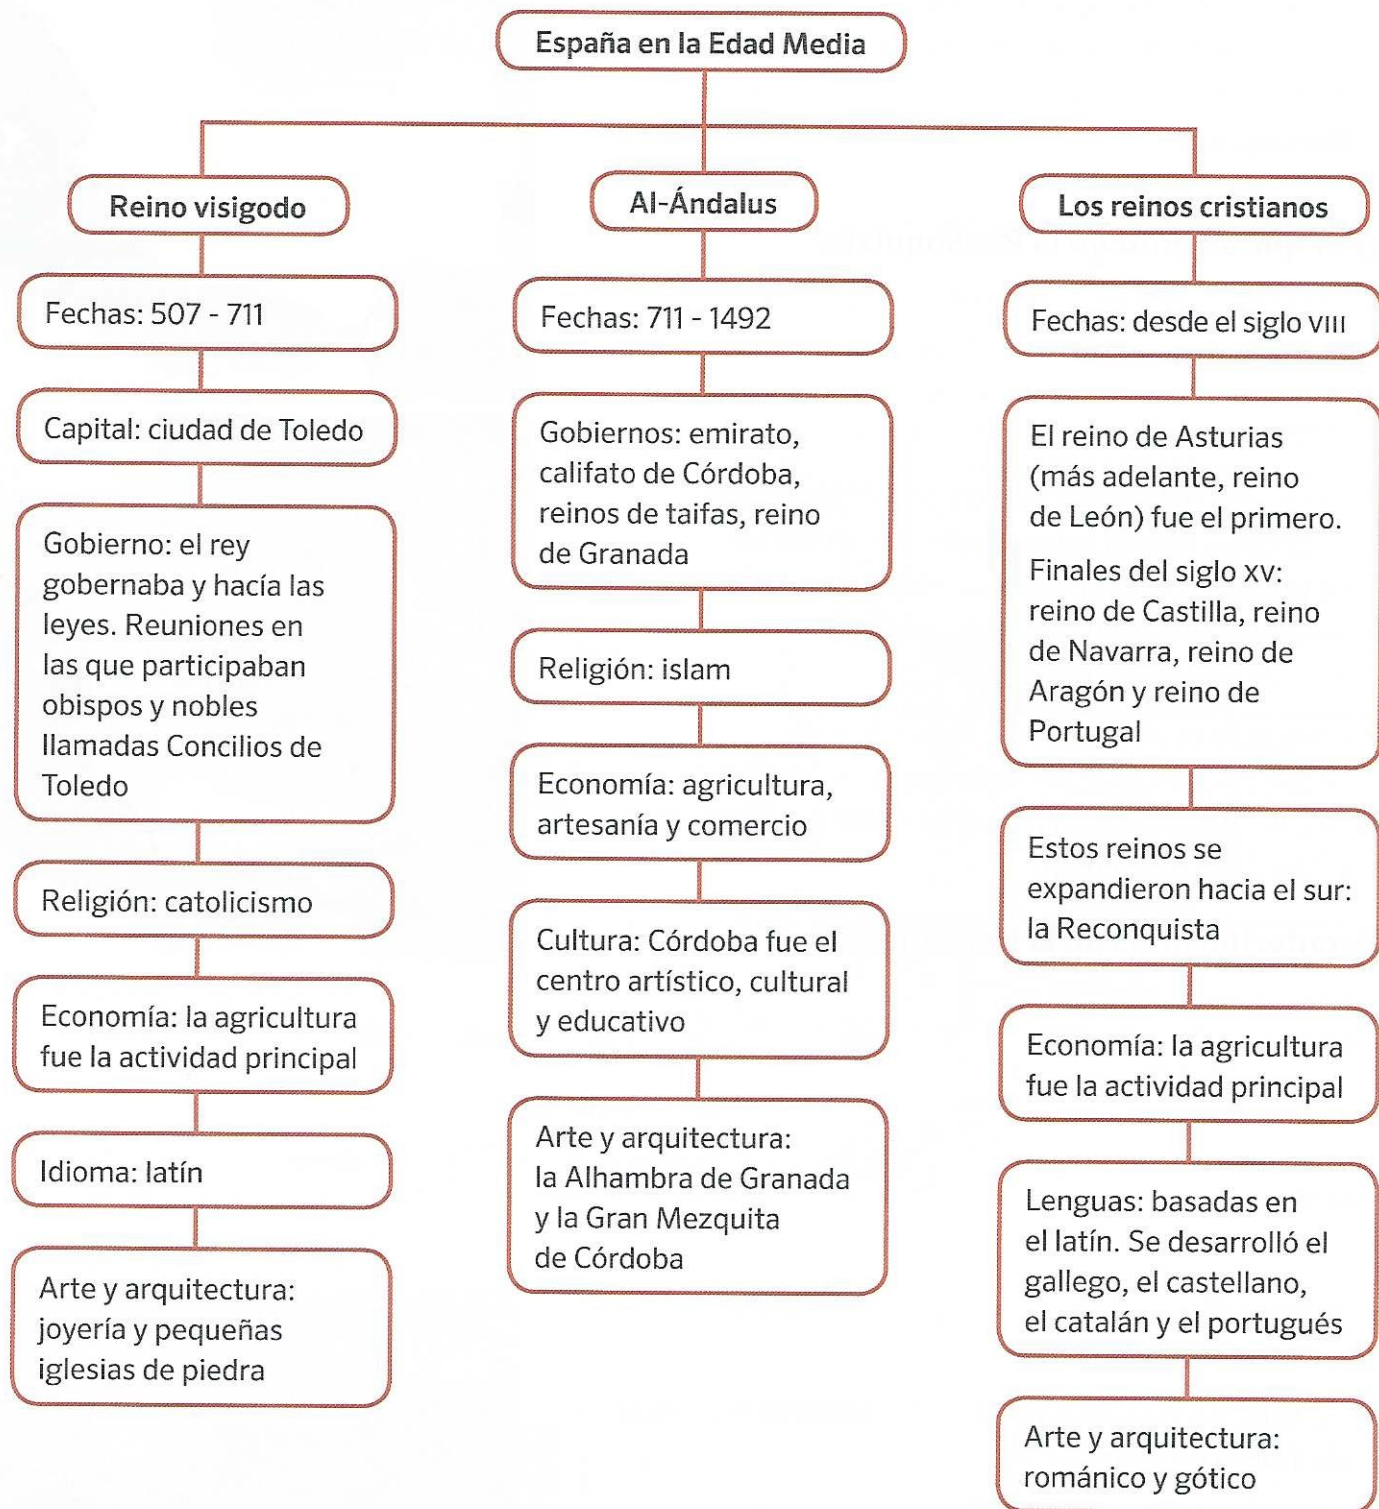 España en la Edad Media
Reino visigodo
Fechas: 507 - 711
Capital: ciudad de Toledo
Gobierno: el rey
gobernaba y hacía las
leyes. Reuniones en
las que participaban
obispos y nobles
llamadas Concilios de
Toledo
Religión: catolicismo
Economía: la agricultura
fue la actividad principal
Idioma: latín
Arte y arquitectura:
joyería y pequeñas
iglesias de piedra
Al-Ándalus
Fechas: 711 - 1492
Gobiernos: emirato,
califato de Córdoba,
reinos de taifas, reino
de Granada
Religión: islam
Economía: agricultura,
artesanía y comercio
Cultura: Córdoba fue el
centro artístico, cultural
y educativo
Arte y arquitectura:
la Alhambra de Granada
y la Gran Mezquita
de Córdoba
Los reinos cristianos
Fechas: desde el siglo VIII
El reino de Asturias
(más adelante, reino
de León) fue el primero.
Finales del siglo XV:
reino de Castilla, reino
de Navarra, reino de
Aragón y reino de
Portugal
Estos reinos se
expandieron hacia el sur:
la Reconquista
Economía: la agricultura
fue la actividad principal
Lenguas: basadas en
el latín. Se desarrolló el
gallego, el castellano,
el catalán y el portugués
Arte y arquitectura:
románico y gótico